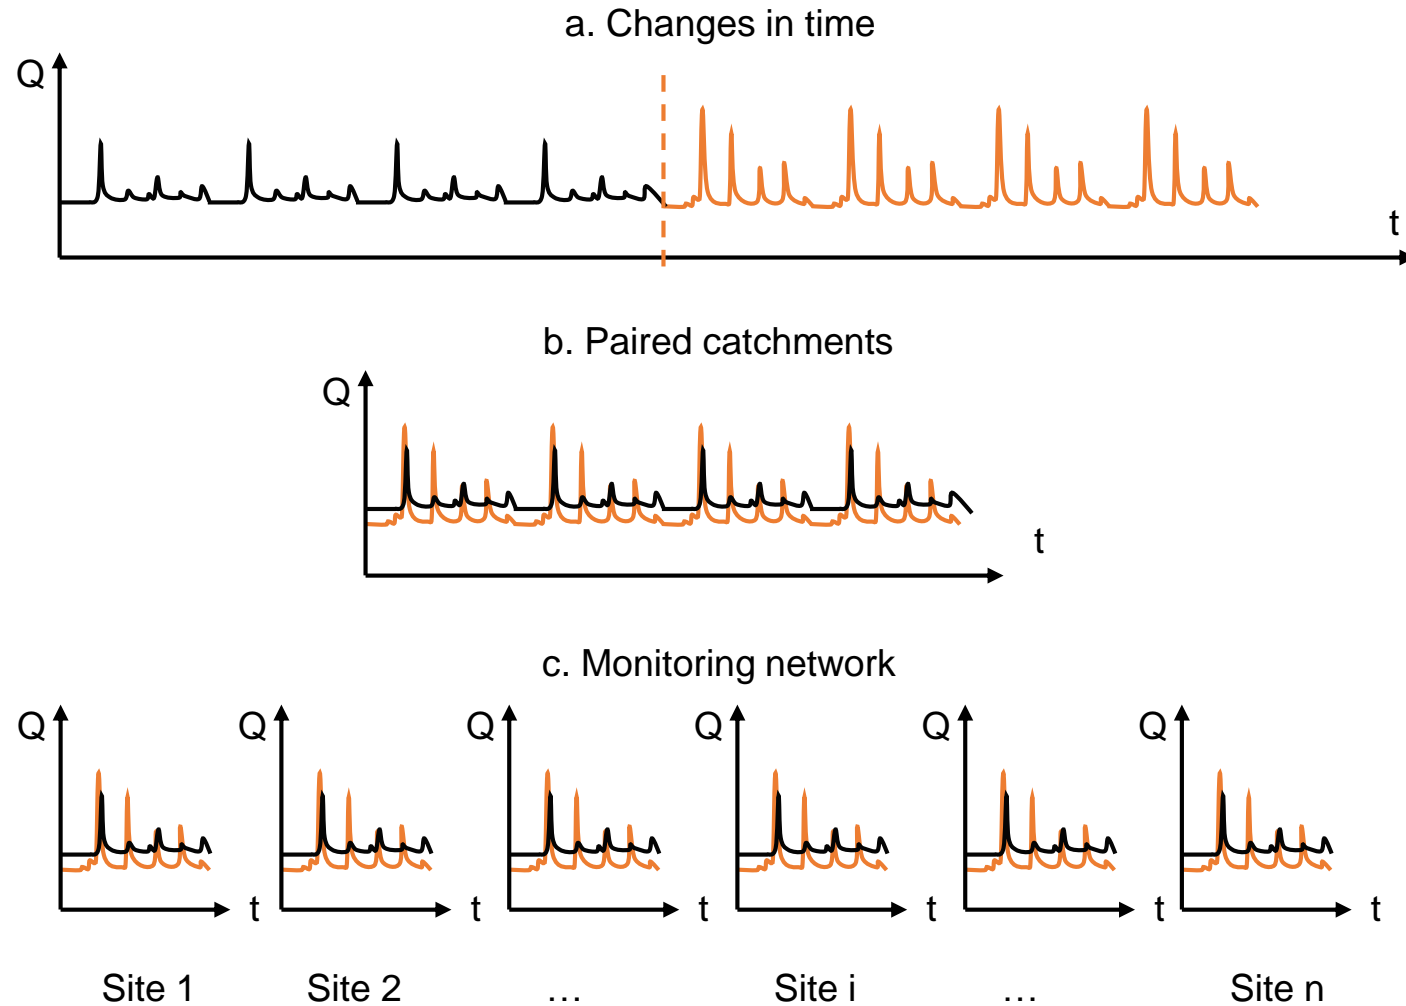 a. Changes in time
Q
t
b. Paired catchments
Q
t
c. Monitoring network
Q Q Q Q Q Q
t t t t t t
Site 1 Site 2 ... Site i ... Site n